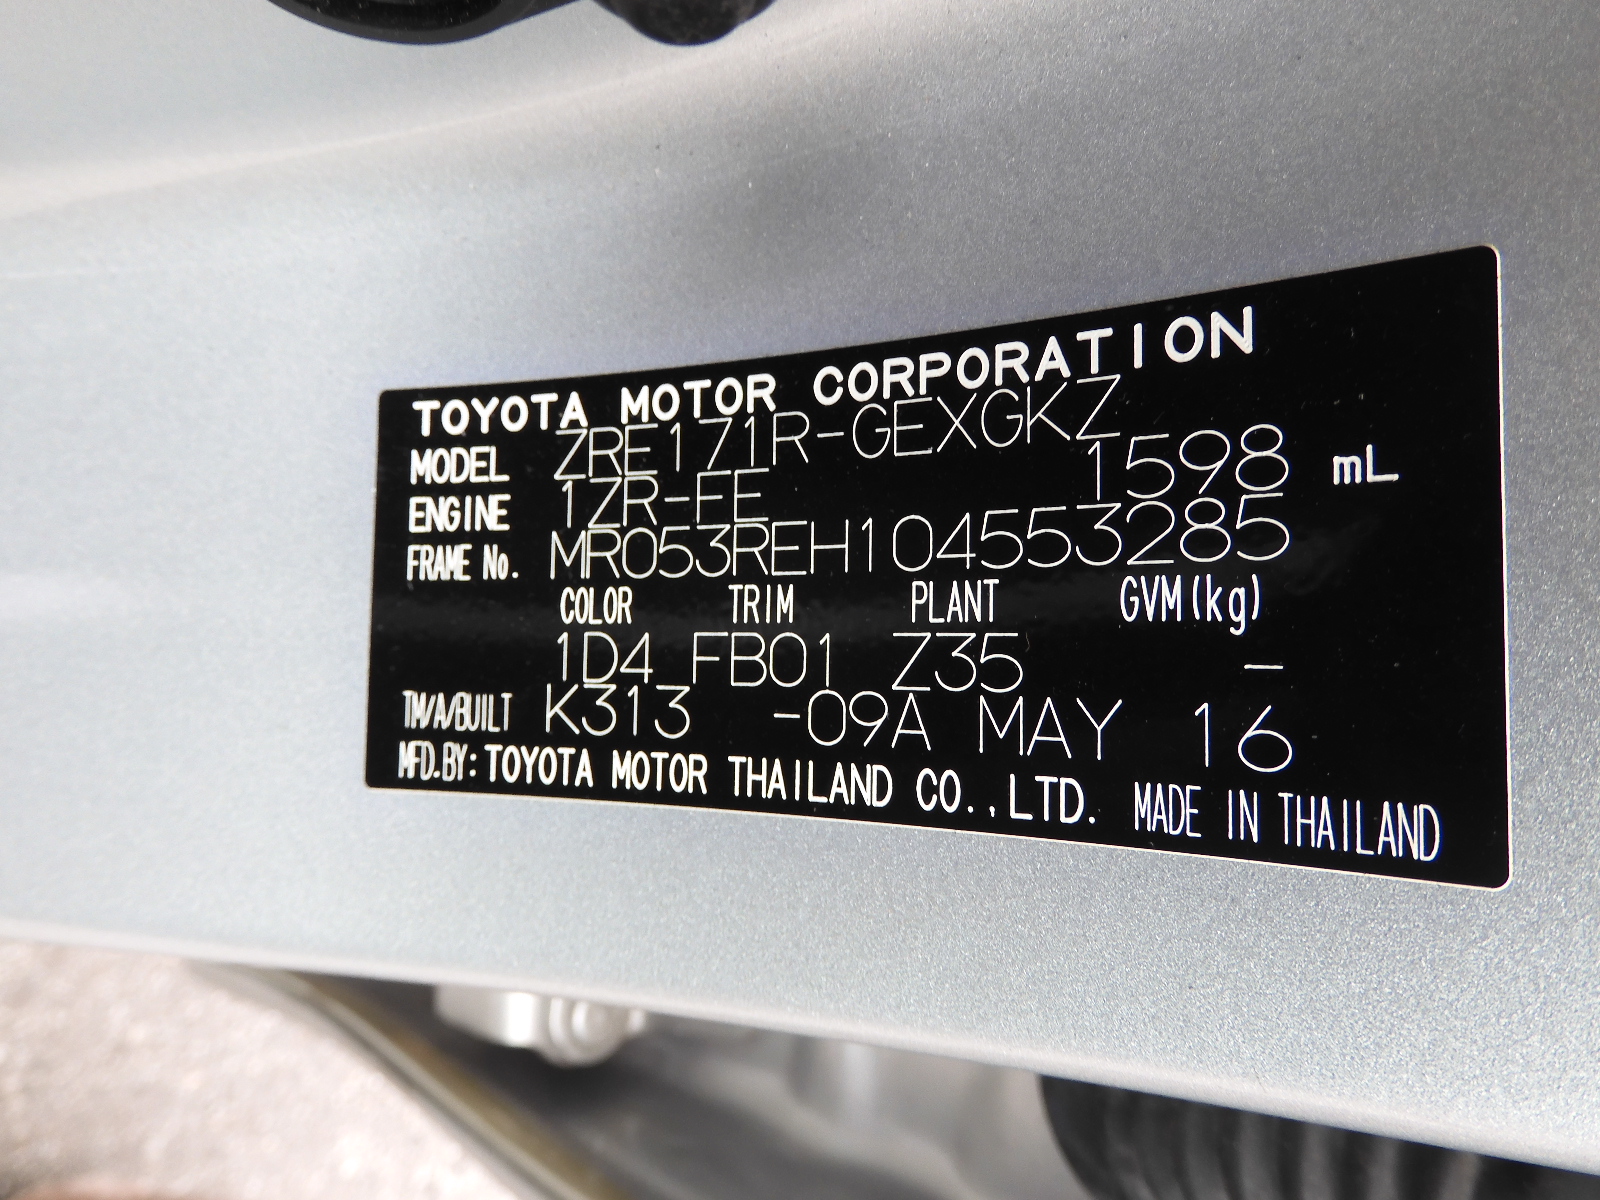 TOYOTA MOTOR CORPORATION
MODEL ZRE171R-GEXGKZ
ENGINE 1ZR-FE 1598 mL
FRAME No. MR053REH104553285
COLOR TRIM PLANT GVM(kg)
1D4 FB01 Z35 -
TM/A/BUILT K313 -09A MAY 16
MFD.BY: TOYOTA MOTOR THAILAND CO.,LTD. MADE IN THAILAND